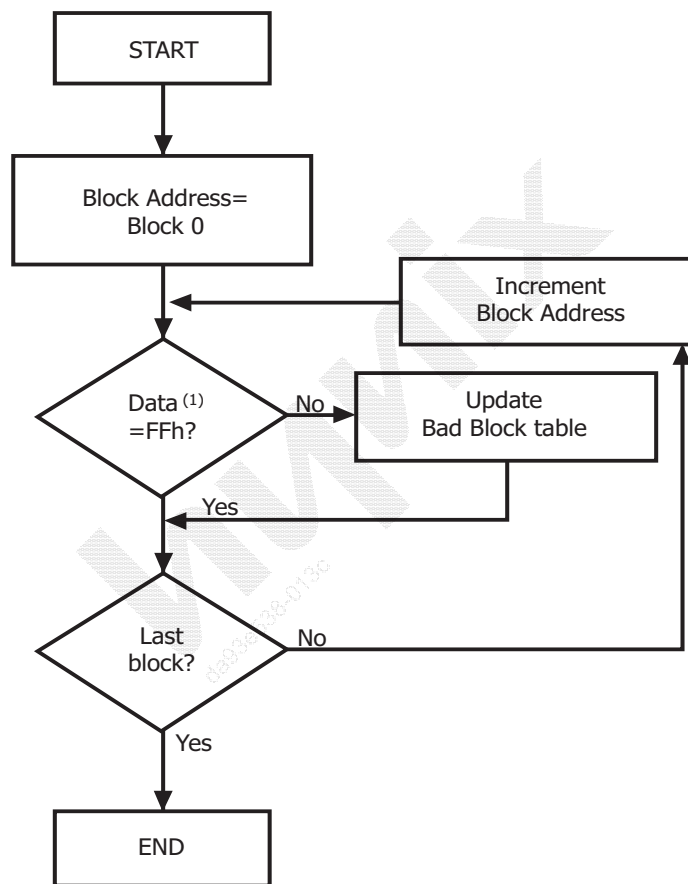 START
Block Address=
Block 0
Increment
Block Address
Data (1)
=FFh?
No
Update
Bad Block table
Yes
Last
block?
No
Yes
END
hynix